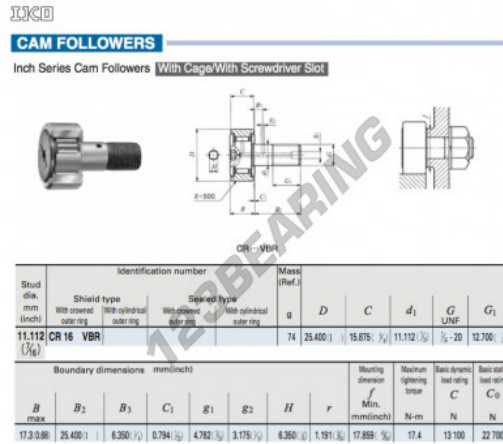 IKO
CAM FOLLOWERS
Inch Series Cam Followers With Cage/With Screwdriver Slot
C
B3
B2
D
H
d1
G
G1
R=500
C1
B
B2
f
CR…VBR
123BEARING
Identification number
Mass (Ref.)
Stud dia. mm (inch)
Shield type
Sealed type
With crowned outer ring With cylindrical outer ring With crowned outer ring With cylindrical outer ring
g D C d1 G UNF
11.112 (7/16) CR 16 VBR 74 25.400(1 ) 15.875( 5/8) 11.112( 7/16) 7/16 - 20 12.700(
Boundary dimensions mm(inch)
Mounting dimension f Min. mm(inch)
Maximum tightening torque N-m
Basic dynamic load rating C N
Basic static load rating C0 N
B max B2 B3 C1 g1 g2 H r
17.3(0.68) 25.400(1 ) 6.350( 1/4) 0.794( 1/32) 4.762( 3/16) 3.175( 1/8) 6.350( 1/4) 1.191( 3/64) 17.859( 17.4 13 100 22 700